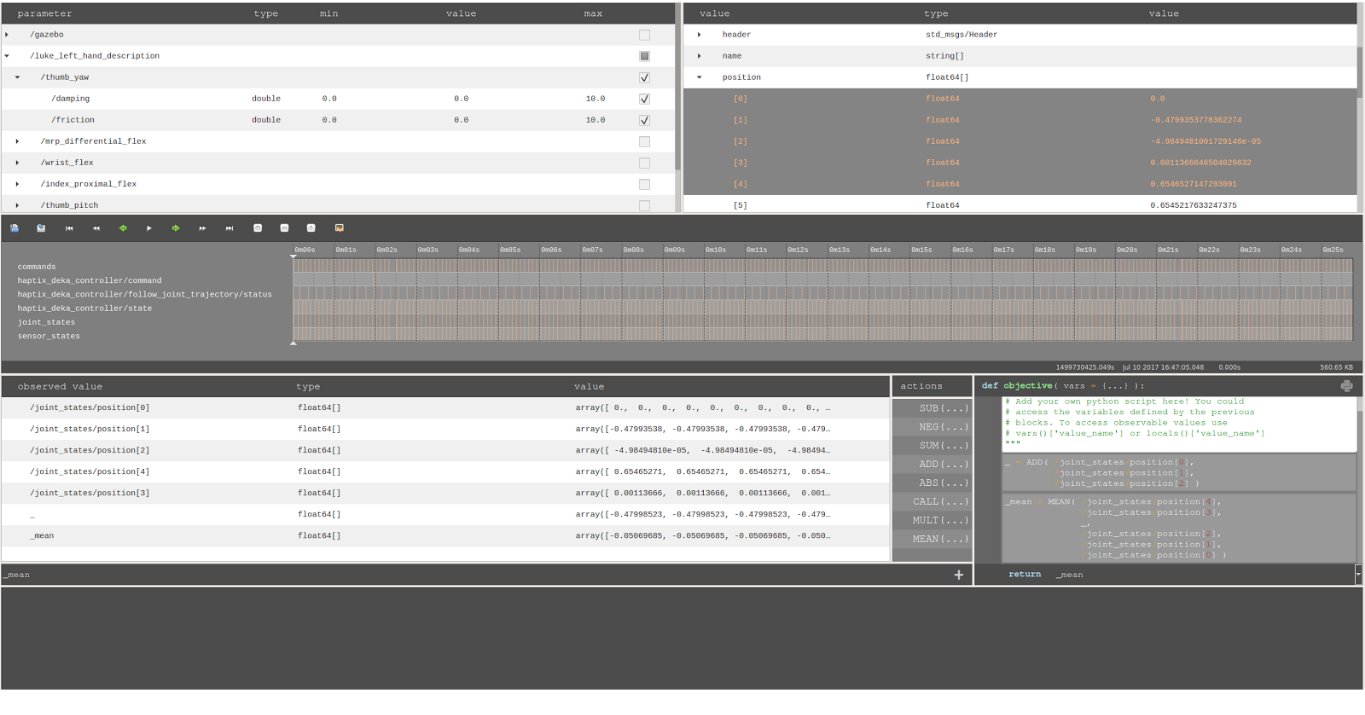 parameter type min value max
/gazebo
/luke_left_hand_description
/thumb_yaw
/damping double 0.0 0.0 10.0
/friction double 0.0 0.0 10.0
/mrp_differential_flex
/wrist_flex
/index_proximal_flex
/thumb_pitch
value type value
header std_msgs/Header
name string[]
position float64[]
[0] float64 0.0
[1] float64 -0.4799353778362274
[2] float64 -4.9849481001729146e-05
[3] float64 0.0011366646504029632
[4] float64 0.6546527147293091
[5] float64 0.6545217633247375
0m00s 0m01s 0m02s 0m03s 0m04s 0m05s 0m06s 0m07s 0m08s 0m09s 0m10s 0m11s 0m12s 0m13s 0m14s 0m15s 0m16s 0m17s 0m18s 0m19s 0m20s 0m21s 0m22s 0m23s 0m24s 0m25s
commands
haptix_deka_controller/command
haptix_deka_controller/follow_joint_trajectory/status
haptix_deka_controller/state
joint_states
sensor_states
1499730425.049s Jul 10 2017 16:47:05.048 0.000s 560.65 KB
observed value type value
/joint_states/position[0] float64[] array([ 0., 0., 0., 0., 0., 0., 0., 0., …
/joint_states/position[1] float64[] array([-0.47993538, -0.47993538, -0.47993538, -0.479…
/joint_states/position[2] float64[] array([ -4.98494810e-05, -4.98494810e-05, -4.98494…
/joint_states/position[4] float64[] array([ 0.65465271, 0.65465271, 0.65465271, 0.654…
/joint_states/position[3] float64[] array([ 0.00113666, 0.00113666, 0.00113666, 0.001…
_ float64[] array([-0.47998523, -0.47998523, -0.47998523, -0.479…
_mean float64[] array([-0.05069685, -0.05069685, -0.05069685, -0.050…
_mean +
actions
SUB(...)
NEG(...)
SUM(...)
ADD(...)
ABS(...)
CALL(...)
MULT(...)
MEAN(...)
def objective( vars = {...} ):
# Add your own python script here! You could
# access the variables defined by the previous
# blocks. To access observable values use
# vars()['value_name'] or locals()['value_name']
"""
_ = ADD( /joint_states/position[0],
/joint_states/position[1],
/joint_states/position[2] )
_mean = MEAN( /joint_states/position[4],
/joint_states/position[3],
_,
/joint_states/position[2],
/joint_states/position[1],
/joint_states/position[0] )
return _mean